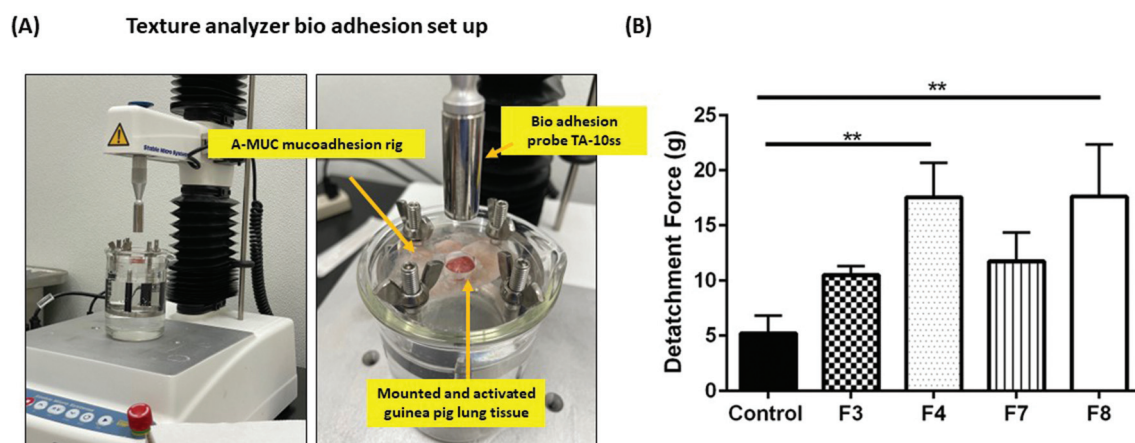 (A) Texture analyzer bio adhesion set up
A-MUC mucoadhesion rig
Bio adhesion
probe TA-10ss
Mounted and activated
guinea pig lung tissue
(B)
**
**
25
20
15
10
5
0
Detatchment Force (g)
Control F3 F4 F7 F8